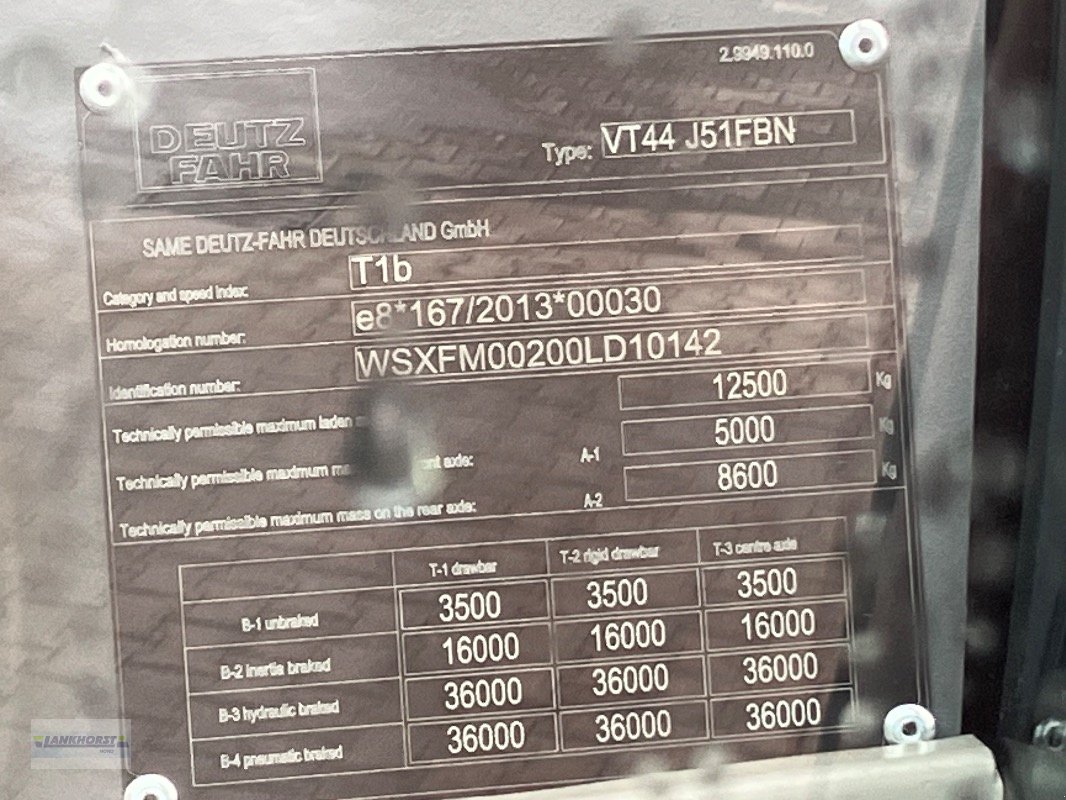 2.9949.110.0
DEUTZ
FAHR
Type: VT44 J51FBN
SAME DEUTZ-FAHR DEUTSCHLAND GmbH
Category and speed index: T1b
Homologation number: e8*167/2013*00030
Identification number: WSXFM00200LD10142
Technically permissible maximum laden 12500 Kg
Technically permissible maximum axle: A-1 5000 Kg
Technically permissible maximum mass on the rear axle: A-2 8600 Kg
T-1 drawbar T-2 rigid drawbar T-3 centre axle
B-1 unbraked 3500 3500 3500
B-2 inertia braked 16000 16000 16000
B-3 hydraulic braked 36000 36000 36000
B-4 pneumatic braked 36000 36000 36000
LANKHORST